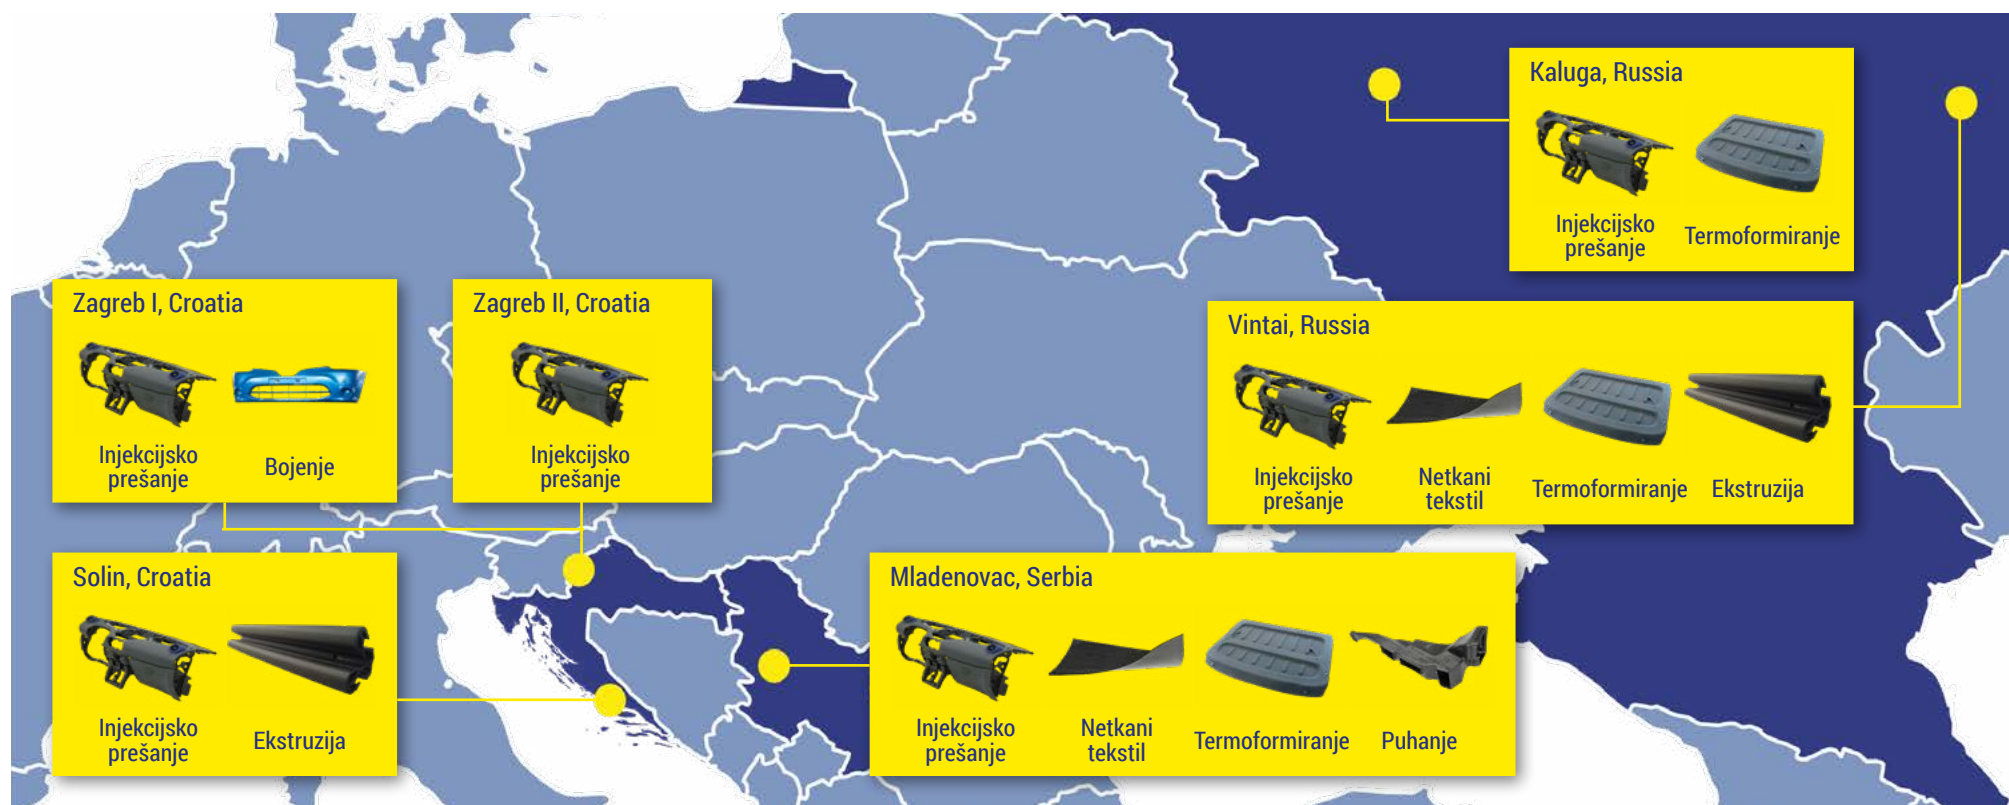 Kaluga, Russia
Injekcijsko
prešanje
Termoformiranje
Zagreb I, Croatia
Injekcijsko
prešanje
Bojenje
Zagreb II, Croatia
Injekcijsko
prešanje
Vintai, Russia
Injekcijsko
prešanje
Netkani
tekstil
Termoformiranje
Ekstruzija
Solin, Croatia
Injekcijsko
prešanje
Ekstruzija
Mladenovac, Serbia
Injekcijsko
prešanje
Netkani
tekstil
Termoformiranje
Puhanje